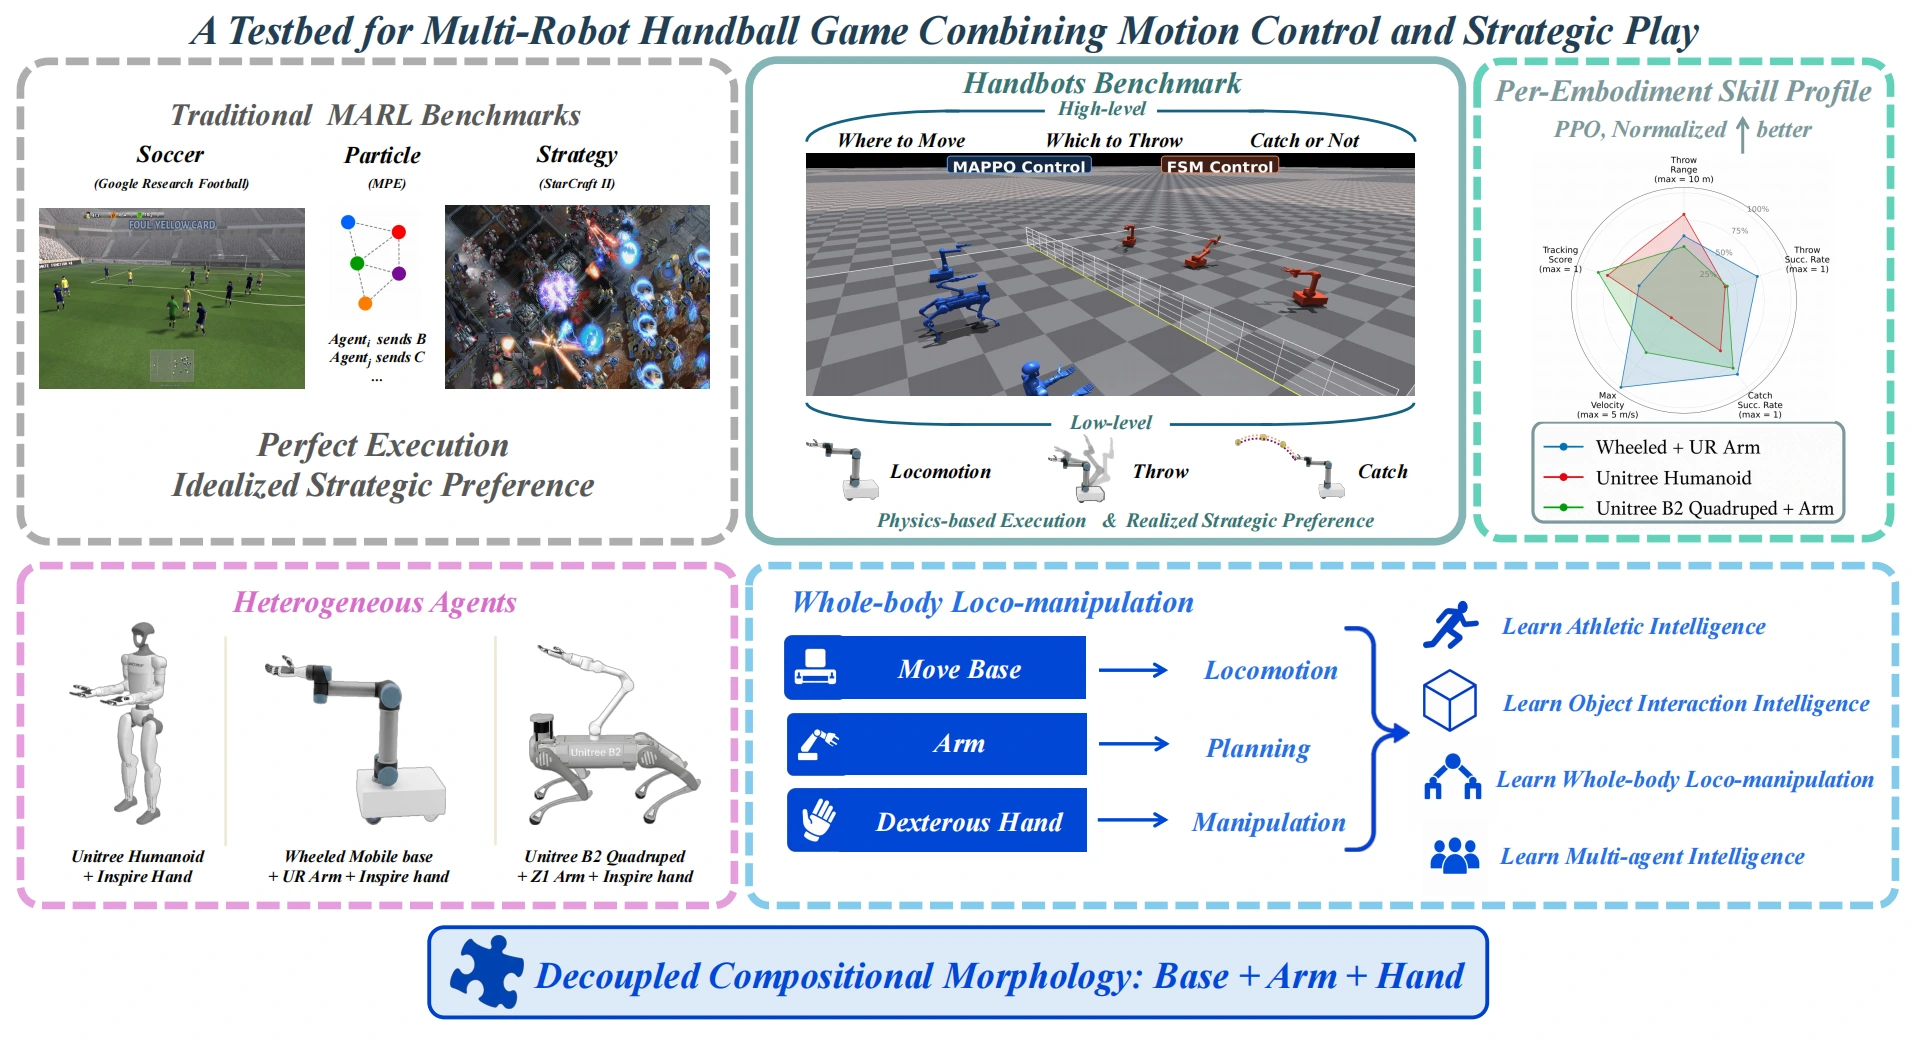 A Testbed for Multi-Robot Handball Game Combining Motion Control and Strategic Play
Traditional MARL Benchmarks
Soccer
(Google Research Football)
FOUL:YELLOW CARD
Particle
(MPE)
Agent i sends B
Agent j sends C
...
Strategy
(StarCraft II)
Perfect Execution
Idealized Strategic Preference
Handbots Benchmark
High-level
Where to Move
Which to Throw
Catch or Not
MAPPO Control
FSM Control
Low-level
Locomotion
Throw
Catch
Physics-based Execution & Realized Strategic Preference
Per-Embodiment Skill Profile
PPO, Normalized ↑ better
Throw
Range
(max = 10 m)
100%
75%
50%
25%
Tracking
Score
(max = 1)
Throw
Succ. Rate
(max = 1)
Max
Velocity
(max = 5 m/s)
Catch
Succ. Rate
(max = 1)
Wheeled + UR Arm
Unitree Humanoid
Unitree B2 Quadruped + Arm
Heterogeneous Agents
Unitree B2
Unitree Humanoid
+ Inspire Hand
Wheeled Mobile base
+ UR Arm + Inspire hand
Unitree B2 Quadruped
+ Z1 Arm + Inspire hand
Whole-body Loco-manipulation
Move Base
Locomotion
Arm
Planning
Dexterous Hand
Manipulation
Learn Athletic Intelligence
Learn Object Interaction Intelligence
Learn Whole-body Loco-manipulation
Learn Multi-agent Intelligence
Decoupled Compositional Morphology: Base + Arm + Hand